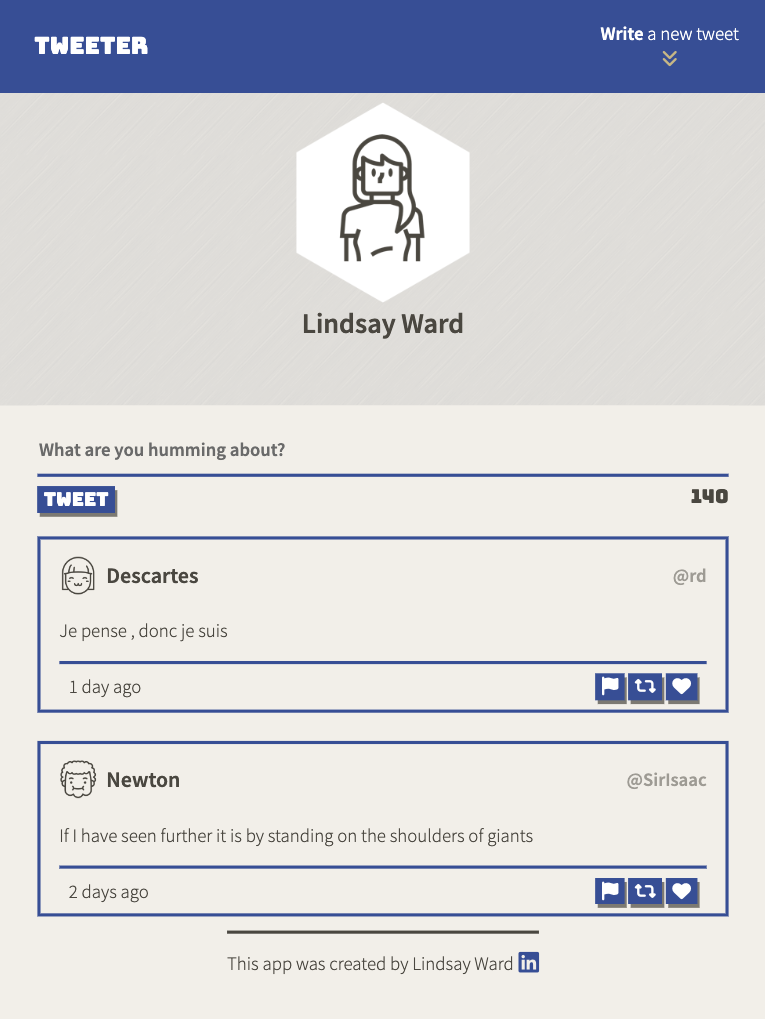 TWEETER
Write a new tweet
Lindsay Ward
What are you humming about?
TWEET
140
Descartes
@rd
Je pense , donc je suis
1 day ago
Newton
@SirIsaac
If I have seen further it is by standing on the shoulders of giants
2 days ago
This app was created by Lindsay Ward in